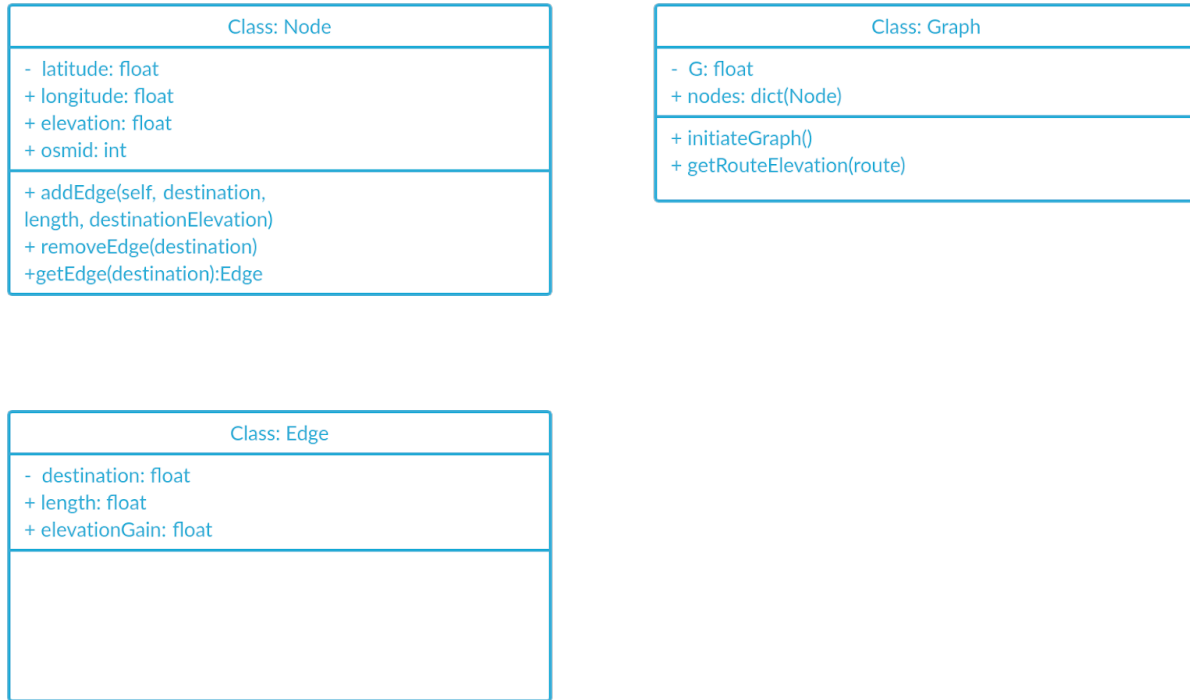 Class: Node
- latitude: float
+ longitude: float
+ elevation: float
+ osmid: int
+ addEdge(self, destination,
length, destinationElevation)
+ removeEdge(destination)
+getEdge(destination):Edge
Class: Graph
- G: float
+ nodes: dict(Node)
+ initiateGraph()
+ getRouteElevation(route)
Class: Edge
- destination: float
+ length: float
+ elevationGain: float